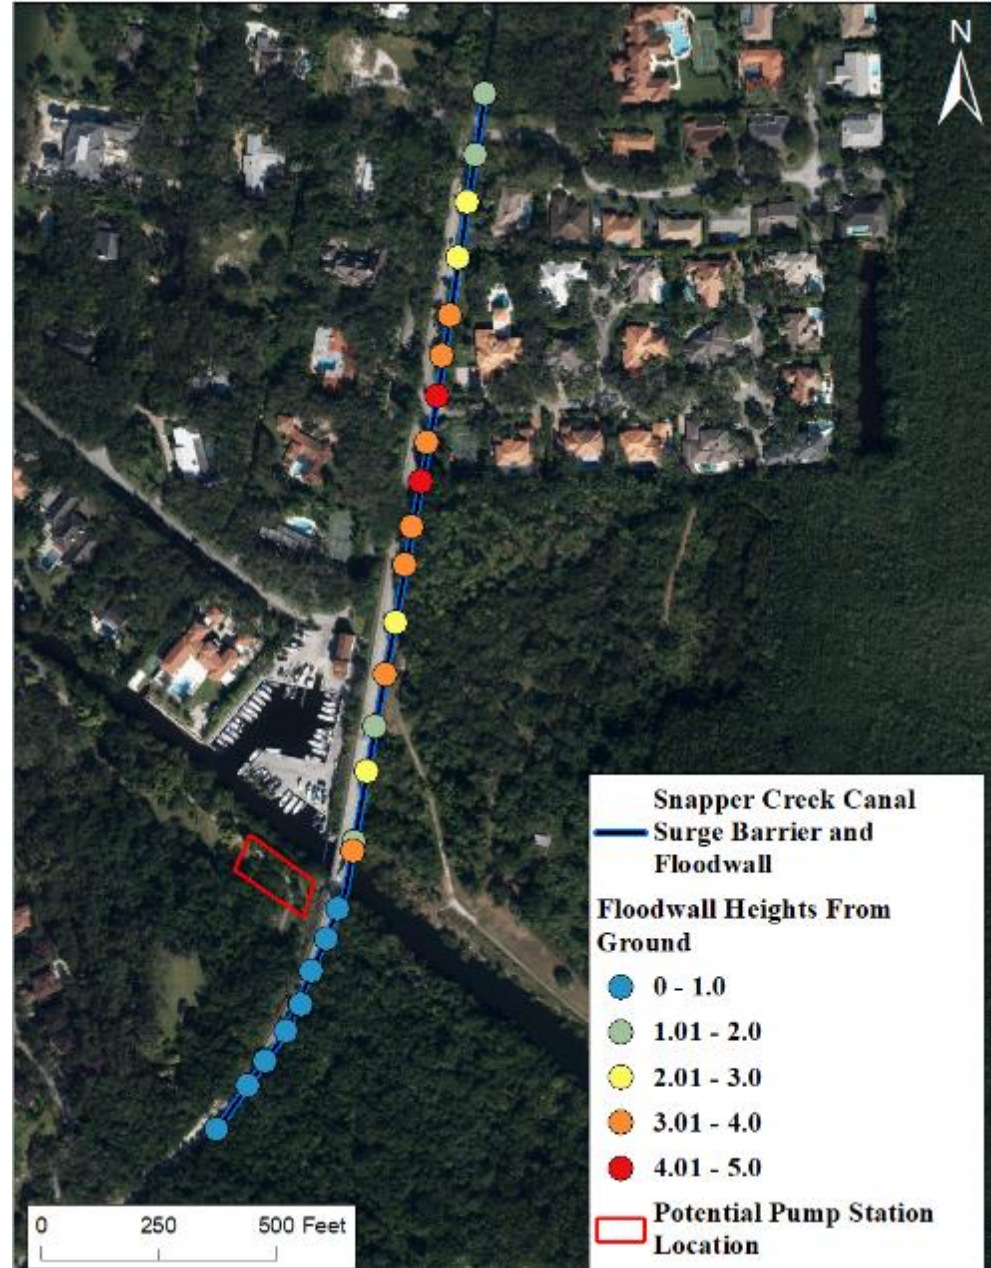 N
Snapper Creek Canal
Surge Barrier and
Floodwall
Floodwall Heights From
Ground
0 - 1.0
1.01 - 2.0
2.01 - 3.0
3.01 - 4.0
4.01 - 5.0
Potential Pump Station
Location
0 250 500 Feet